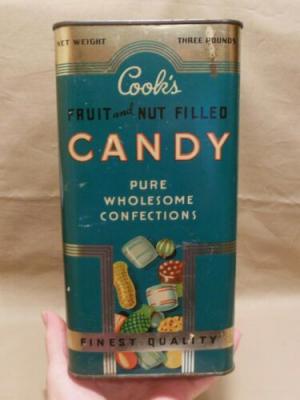 NET WEIGHT THREE POUNDS
Cook's
FRUIT and NUT FILLED
CANDY
PURE
WHOLESOME
CONFECTIONS
FINEST QUALITY